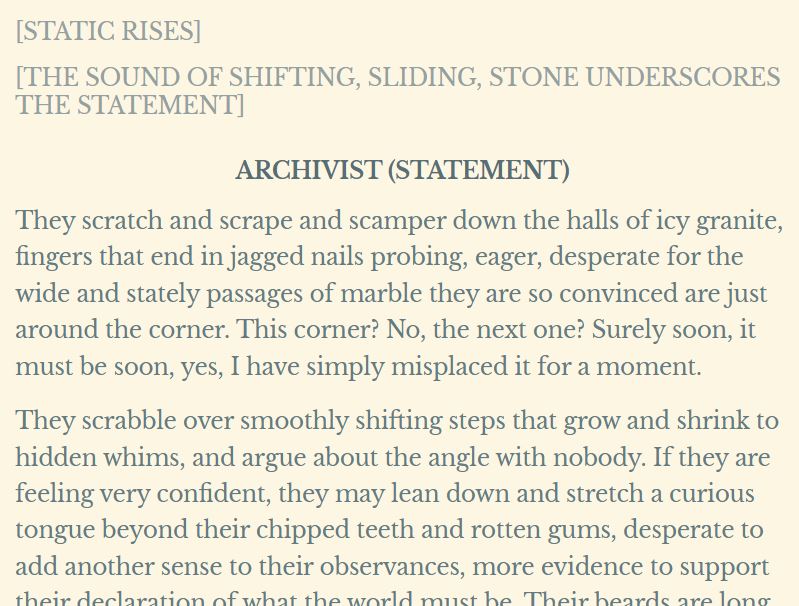 [STATIC RISES]
[THE SOUND OF SHIFTING, SLIDING, STONE UNDERSCORES
THE STATEMENT]
ARCHIVIST (STATEMENT)
They scratch and scrape and scamper down the halls of icy granite,
fingers that end in jagged nails probing, eager, desperate for the
wide and stately passages of marble they are so convinced are just
around the corner. This corner? No, the next one? Surely soon, it
must be soon, yes, I have simply misplaced it for a moment.
They scrabble over smoothly shifting steps that grow and shrink to
hidden whims, and argue about the angle with nobody. If they are
feeling very confident, they may lean down and stretch a curious
tongue beyond their chipped teeth and rotten gums, desperate to
add another sense to their observances, more evidence to support
their declaration of what the world must be. Their beards are long,